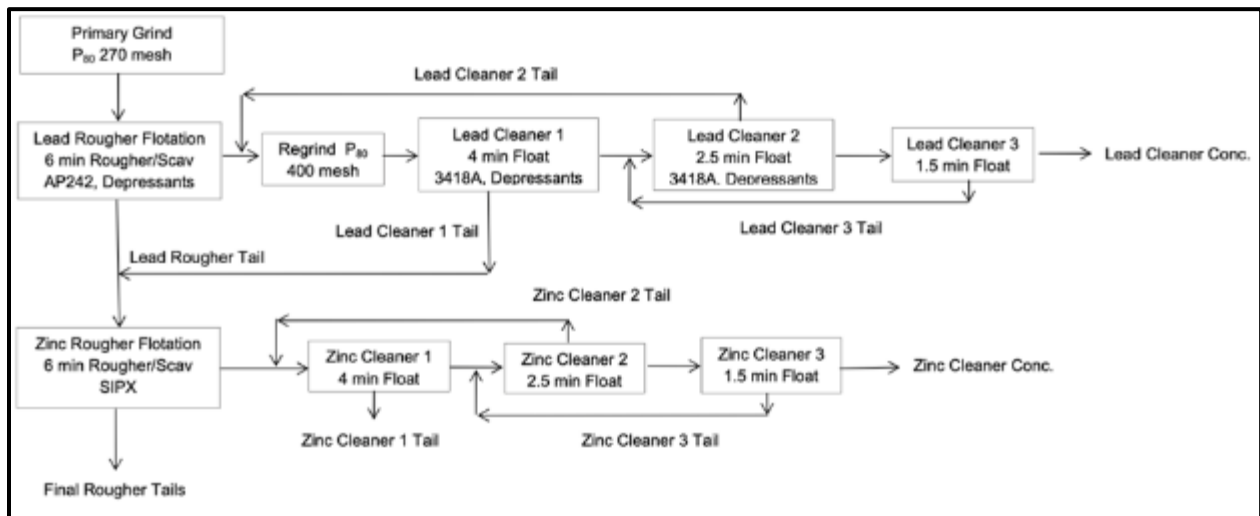 Primary Grind
P₈₀ 270 mesh
Lead Cleaner 2 Tail
Lead Rougher Flotation
6 min Rougher/Scav
AP242, Depressants
Regrind P₈₀
400 mesh
Lead Cleaner 1
4 min Float
3418A, Depressants
Lead Cleaner 2
2.5 min Float
3418A, Depressants
Lead Cleaner 3
1.5 min Float
Lead Cleaner Conc.
Lead Cleaner 1 Tail
Lead Cleaner 3 Tail
Lead Rougher Tail
Zinc Cleaner 2 Tail
Zinc Rougher Flotation
6 min Rougher/Scav
SIPX
Zinc Cleaner 1
4 min Float
Zinc Cleaner 2
2.5 min Float
Zinc Cleaner 3
1.5 min Float
Zinc Cleaner Conc.
Zinc Cleaner 1 Tail
Zinc Cleaner 3 Tail
Final Rougher Tails